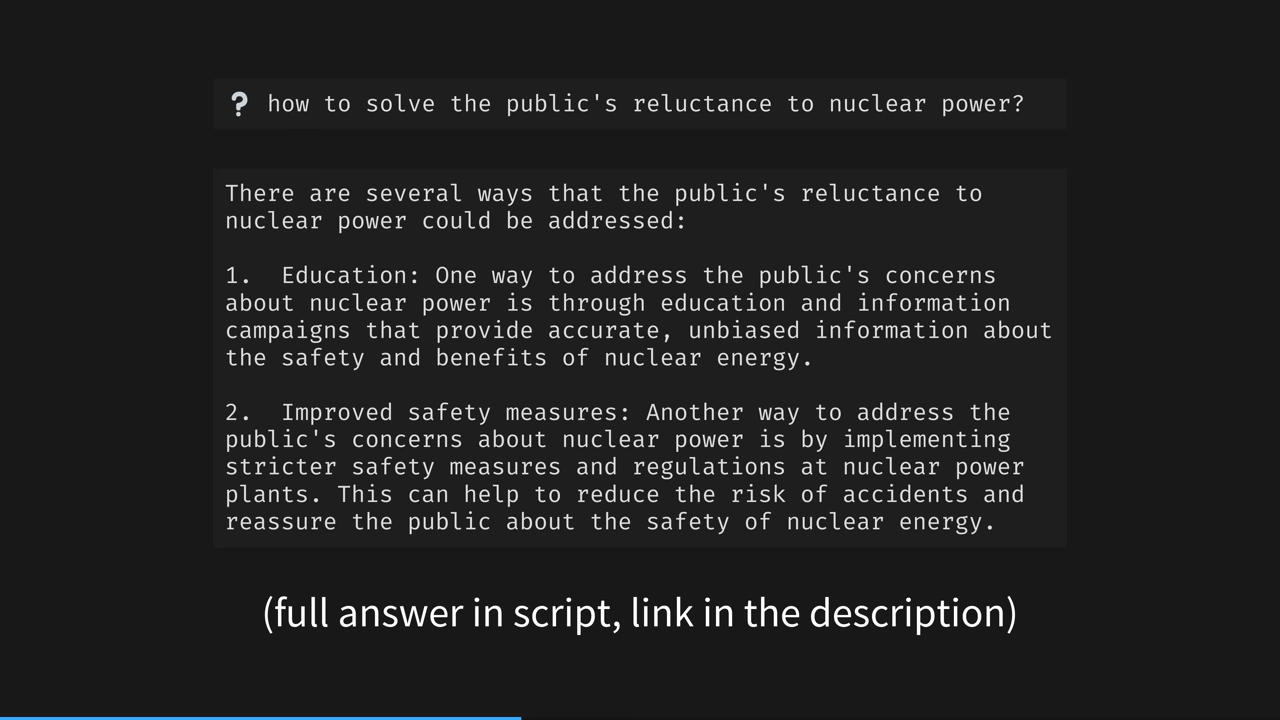 ? how to solve the public's reluctance to nuclear power?
There are several ways that the public's reluctance to
nuclear power could be addressed:
1. Education: One way to address the public's concerns
about nuclear power is through education and information
campaigns that provide accurate, unbiased information about
the safety and benefits of nuclear energy.
2. Improved safety measures: Another way to address the
public's concerns about nuclear power is by implementing
stricter safety measures and regulations at nuclear power
plants. This can help to reduce the risk of accidents and
reassure the public about the safety of nuclear energy.
(full answer in script, link in the description)